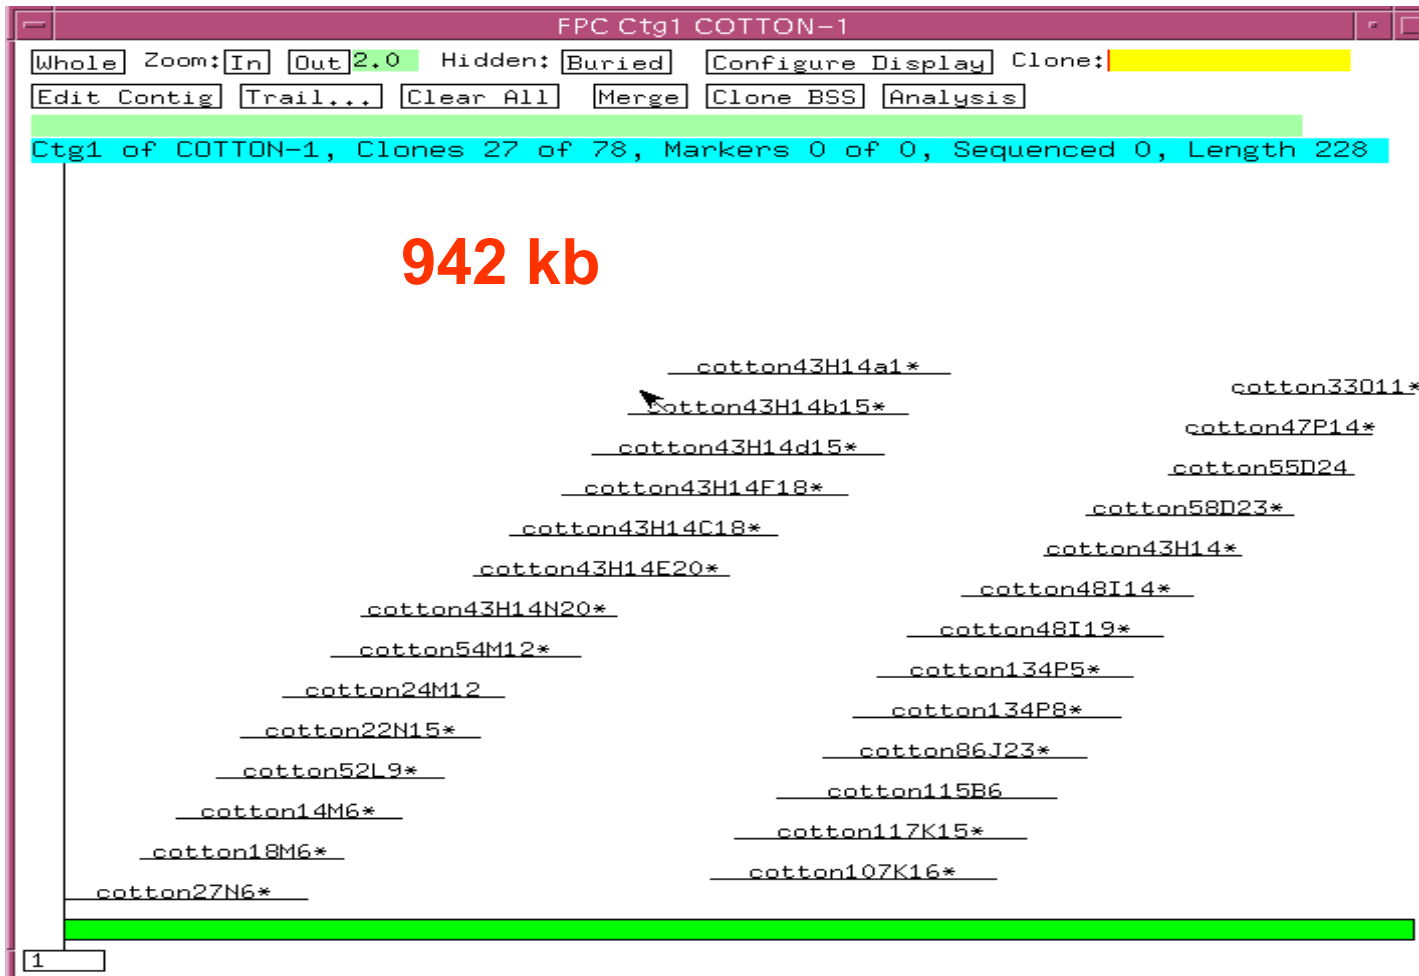 FPC Ctg1 COTTON-1
Whole Zoom: In Out 2.0 Hidden: Buried Configure Display Clone:
Edit Contig Trail... Clear All Merge Clone BSS Analysis
Ctg1 of COTTON-1, Clones 27 of 78, Markers 0 of 0, Sequenced 0, Length 228
942 kb
cotton43H14a1*
cotton33O11*
cotton43H14b15*
cotton47P14*
cotton43H14d15*
cotton55D24
cotton43H14F18*
cotton58D23*
cotton43H14C18*
cotton43H14*
cotton43H14E20*
cotton48I14*
cotton43H14N20*
cotton48I19*
cotton54M12*
cotton134P5*
cotton24M12
cotton134P8*
cotton22N15*
cotton86J23*
cotton52L9*
cotton115B6
cotton14M6*
cotton117K15*
cotton18M6*
cotton107K16*
cotton27N6*
1